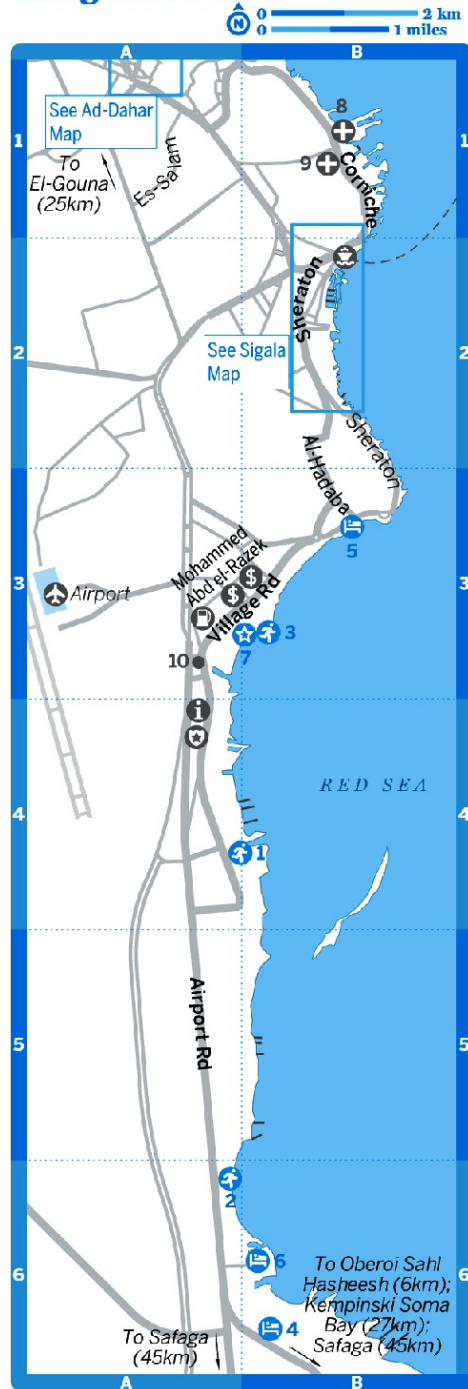 N
0 2 km
0 1 miles
A B
See Ad-Dahar
Map
8
1 1
To
El-Gouna
(25km)
Es-Salam
9
Corniche
Sheraton
2 2
See Sigala
Map
Sheraton
Al-Hadaba
5
Mohammed
Abd el-Razek
3 3
$
$
Airport
Village Rd
3
7
10
i
RED SEA
4 4
1
Airport Rd
5 5
2
6
6 6
To Oberoi Sahl
Hasheesh (6km);
Kempinski Soma
Bay (27km);
Safaga (45km)
4
To Safaga
(45km)
A B